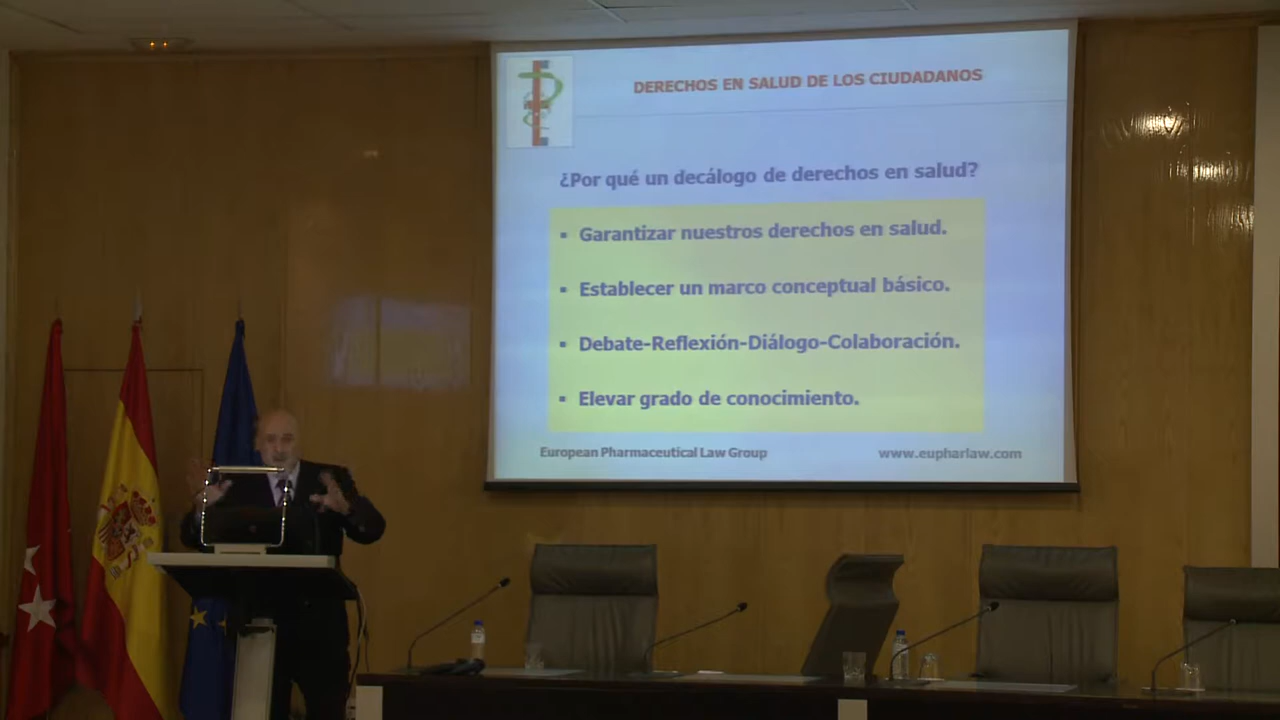 DERECHOS EN SALUD DE LOS CIUDADANOS
¿Por qué un decálogo de derechos en salud?
▪ Garantizar nuestros derechos en salud.
▪ Establecer un marco conceptual básico.
▪ Debate-Reflexión-Diálogo-Colaboración.
▪ Elevar grado de conocimiento.
European Pharmaceutical Law Group www.eupharlaw.com